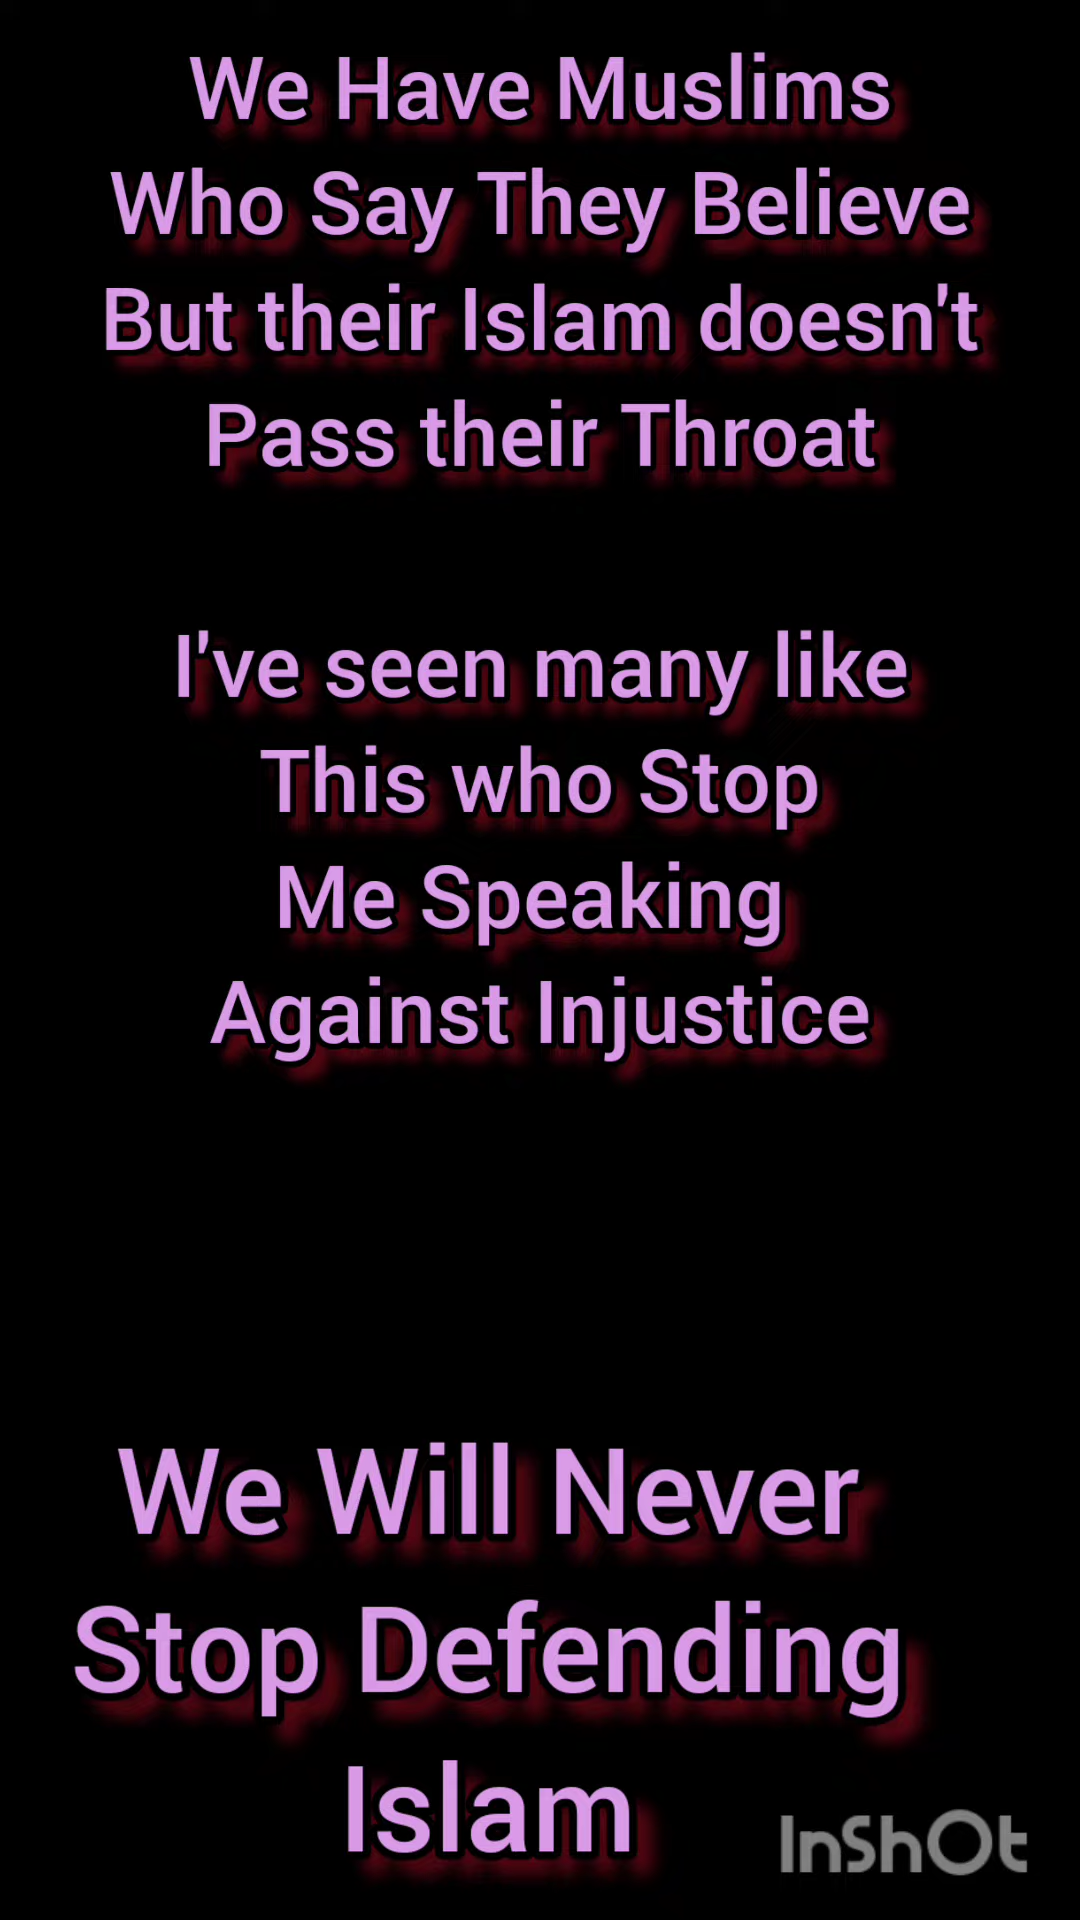 We Have Muslims
Who Say They Believe
But their Islam doesn't
Pass their Throat
I've seen many like
This who Stop
Me Speaking
Against Injustice
We Will Never
Stop Defending
Islam
InShOt